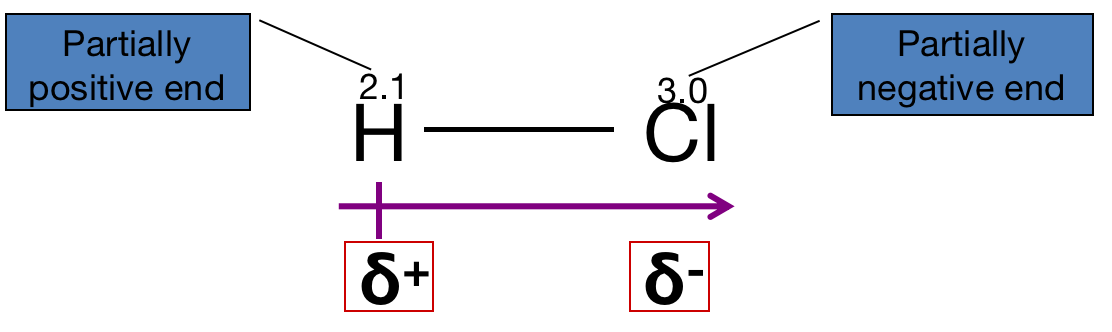 Partially
positive end
Partially
negative end
2.1
3.0
H
Cl
δ+
δ-